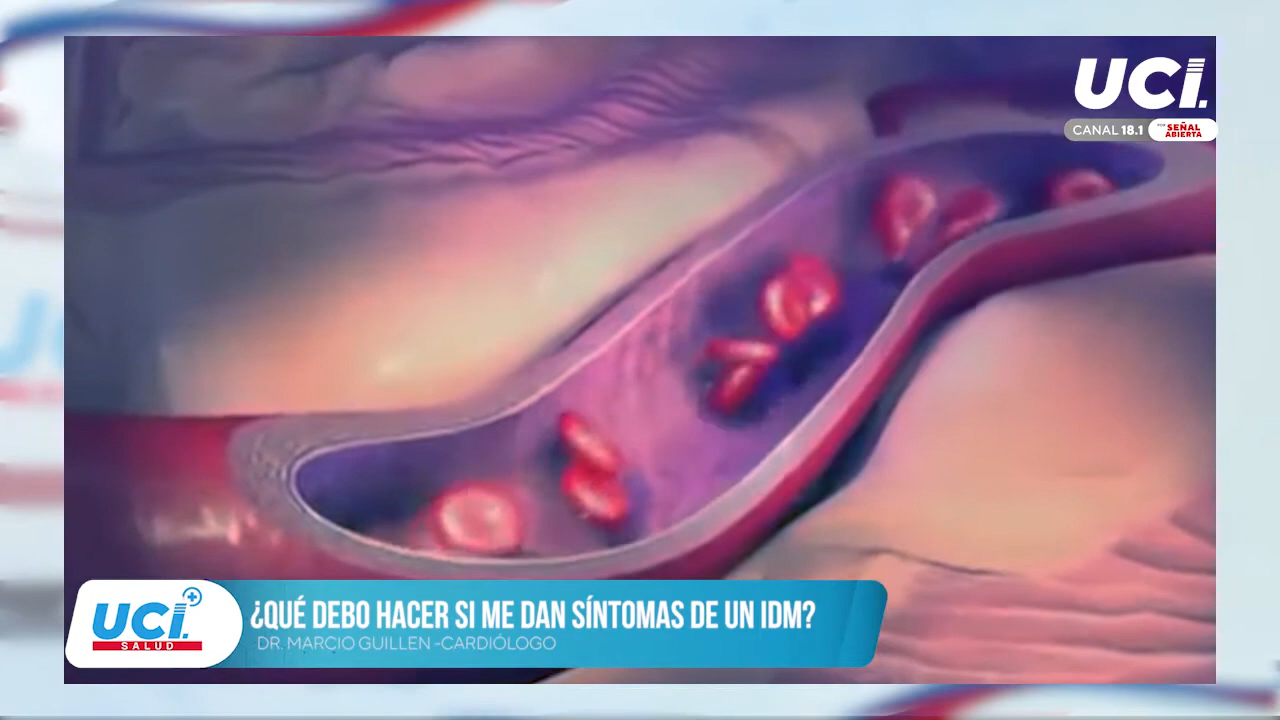 UCI.
CANAL 18.1 POR SEÑAL ABIERTA
UCI.
SALUD
¿QUÉ DEBO HACER SI ME DAN SÍNTOMAS DE UN IDM?
DR. MARCIO GUILLEN -CARDIÓLOGO